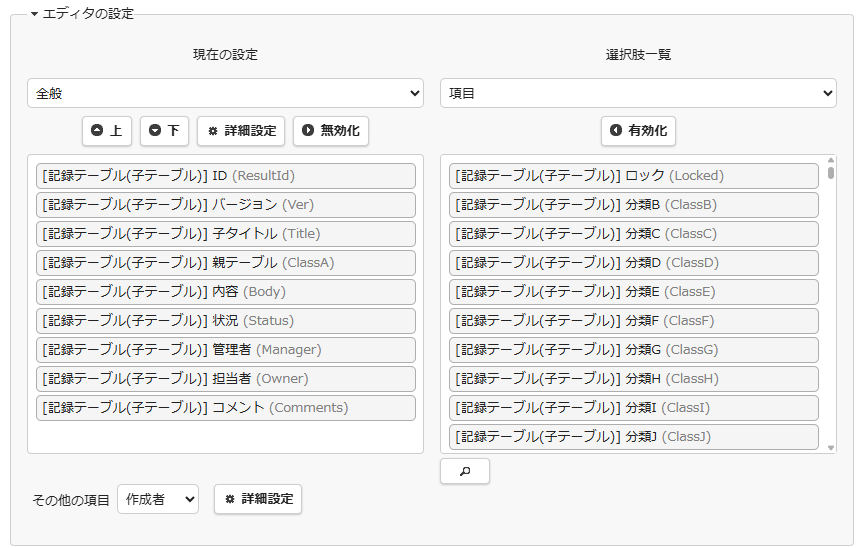 エディタの設定
現在の設定
選択肢一覧
全般
項目
上 下 詳細設定 無効化
有効化
[記録テーブル(子テーブル)] ID (ResultId)
[記録テーブル(子テーブル)] バージョン (Ver)
[記録テーブル(子テーブル)] 子タイトル (Title)
[記録テーブル(子テーブル)] 親テーブル (ClassA)
[記録テーブル(子テーブル)] 内容 (Body)
[記録テーブル(子テーブル)] 状況 (Status)
[記録テーブル(子テーブル)] 管理者 (Manager)
[記録テーブル(子テーブル)] 担当者 (Owner)
[記録テーブル(子テーブル)] コメント (Comments)
[記録テーブル(子テーブル)] ロック (Locked)
[記録テーブル(子テーブル)] 分類B (ClassB)
[記録テーブル(子テーブル)] 分類C (ClassC)
[記録テーブル(子テーブル)] 分類D (ClassD)
[記録テーブル(子テーブル)] 分類E (ClassE)
[記録テーブル(子テーブル)] 分類F (ClassF)
[記録テーブル(子テーブル)] 分類G (ClassG)
[記録テーブル(子テーブル)] 分類H (ClassH)
[記録テーブル(子テーブル)] 分類I (ClassI)
[記録テーブル(子テーブル)] 分類J (ClassJ)
その他の項目 作成者 詳細設定